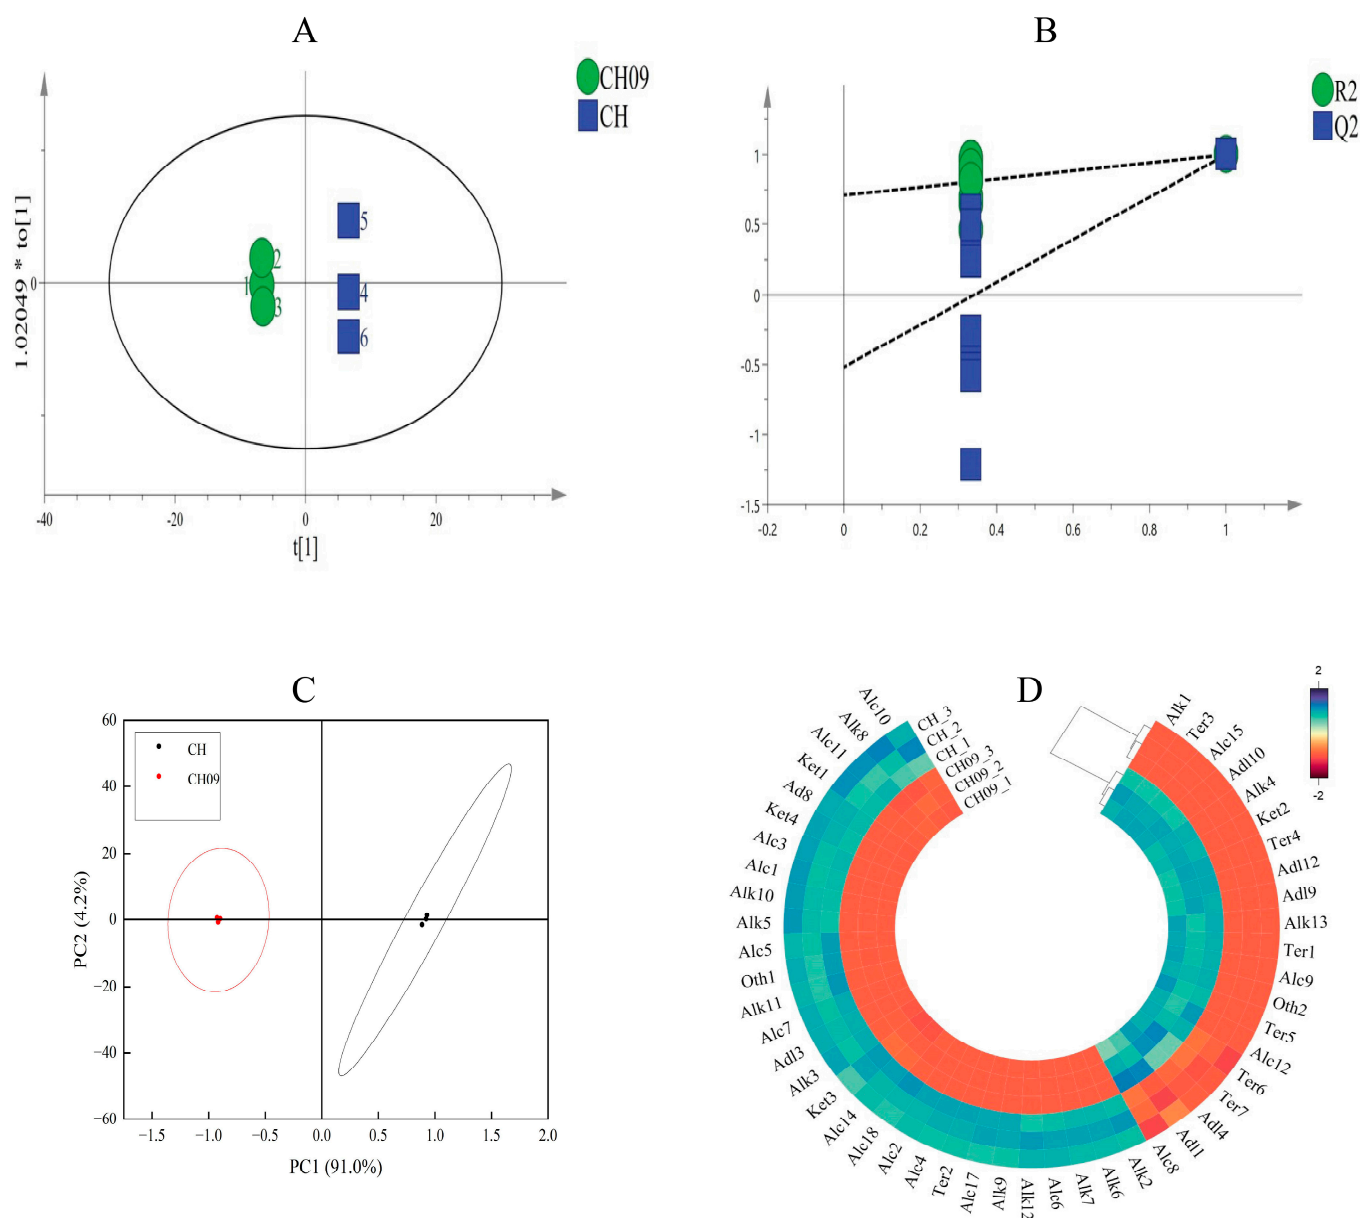 A
CH09
CH
1.02049 * to[1]
0
1
2
3
4
5
6
-40
-20
0
20
t[1]
B
R2
Q2
1
0.5
0
-0.5
-1
-1.5
-0.2
0
0.2
0.4
0.6
0.8
1
C
CH
CH09
PC2 (4.2%)
60
40
20
0
−20
−40
−60
−1.5
−1.0
−0.5
0.0
0.5
1.0
1.5
2.0
PC1 (91.0%)
D
2
-2
CH_3
CH_2
CH_1
CH09_3
CH09_2
CH09_1
Alk1
Ter3
Alc15
Adl10
Alk4
Ket2
Ter4
Adl12
Adl9
Alk13
Ter1
Alc9
Oth2
Ter5
Alc12
Ter6
Ter7
Adl4
Adl1
Alc8
Alk2
Alk6
Alk7
Alc6
Alk12
Alk9
Alc17
Ter2
Alc4
Alc2
Alc18
Alc14
Ket3
Alk3
Adl3
Alc7
Alk11
Oth1
Alc5
Alk5
Alk10
Alc1
Alc3
Ket4
Ad8
Ket1
Alc11
Alk8
Alc10